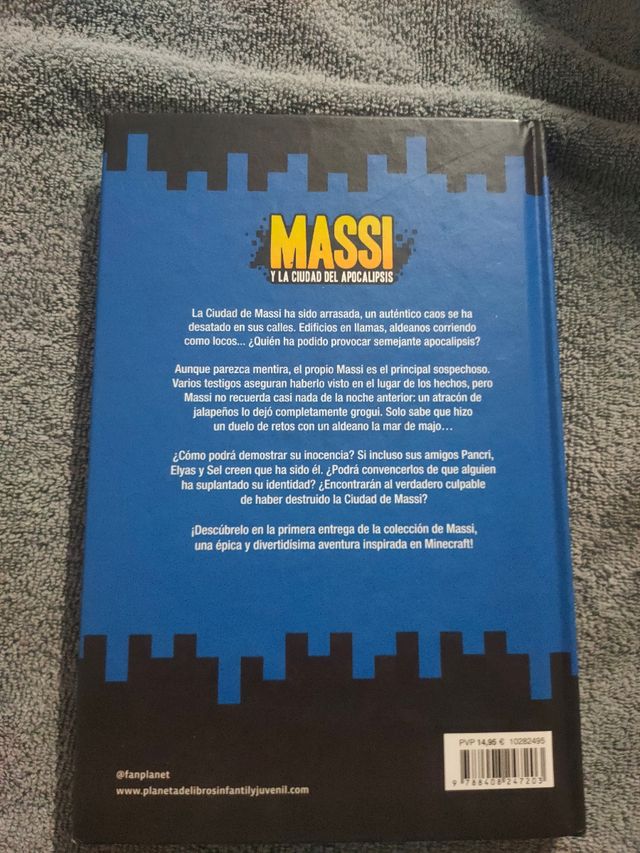 MASSI
Y LA CIUDAD DEL APOCALIPSIS
La Ciudad de Massi ha sido arrasada, un auténtico caos se ha
desatado en sus calles. Edificios en llamas, aldeanos corriendo
como locos... ¿Quién ha podido provocar semejante apocalipsis?
Aunque parezca mentira, el propio Massi es el principal sospechoso.
Varios testigos aseguran haberlo visto en el lugar de los hechos, pero
Massi no recuerda casi nada de la noche anterior: un atracón de
jalapeños lo dejó completamente grogui. Solo sabe que hizo
un duelo de retos con un aldeano la mar de majo…
¿Cómo podrá demostrar su inocencia? Si incluso sus amigos Pancri,
Elyas y Sel creen que ha sido él. ¿Podrá convencerlos de que alguien
ha suplantado su identidad? ¿Encontrarán al verdadero culpable
de haber destruido la Ciudad de Massi?
¡Descúbrelo en la primera entrega de la colección de Massi,
una épica y divertidísima aventura inspirada en Minecraft!
PVP 14,95 € 10282495
9 788408 247203
@fanplanet
www.planetadelibrosinfantilyjuvenil.com